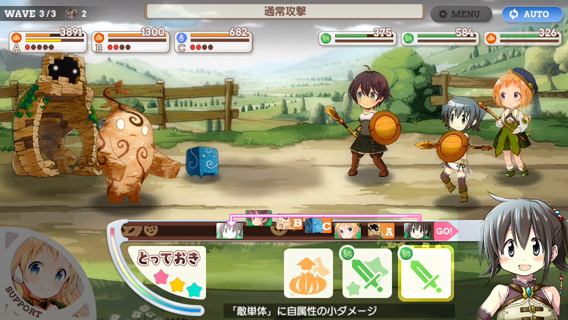 WAVE 3/3 2
通常攻撃
MENU
AUTO
A 3891
B 1300
C 682
375
584
326
B C A GO!
とっておき
SUPPORT
「敵単体」に自属性の小ダメージ